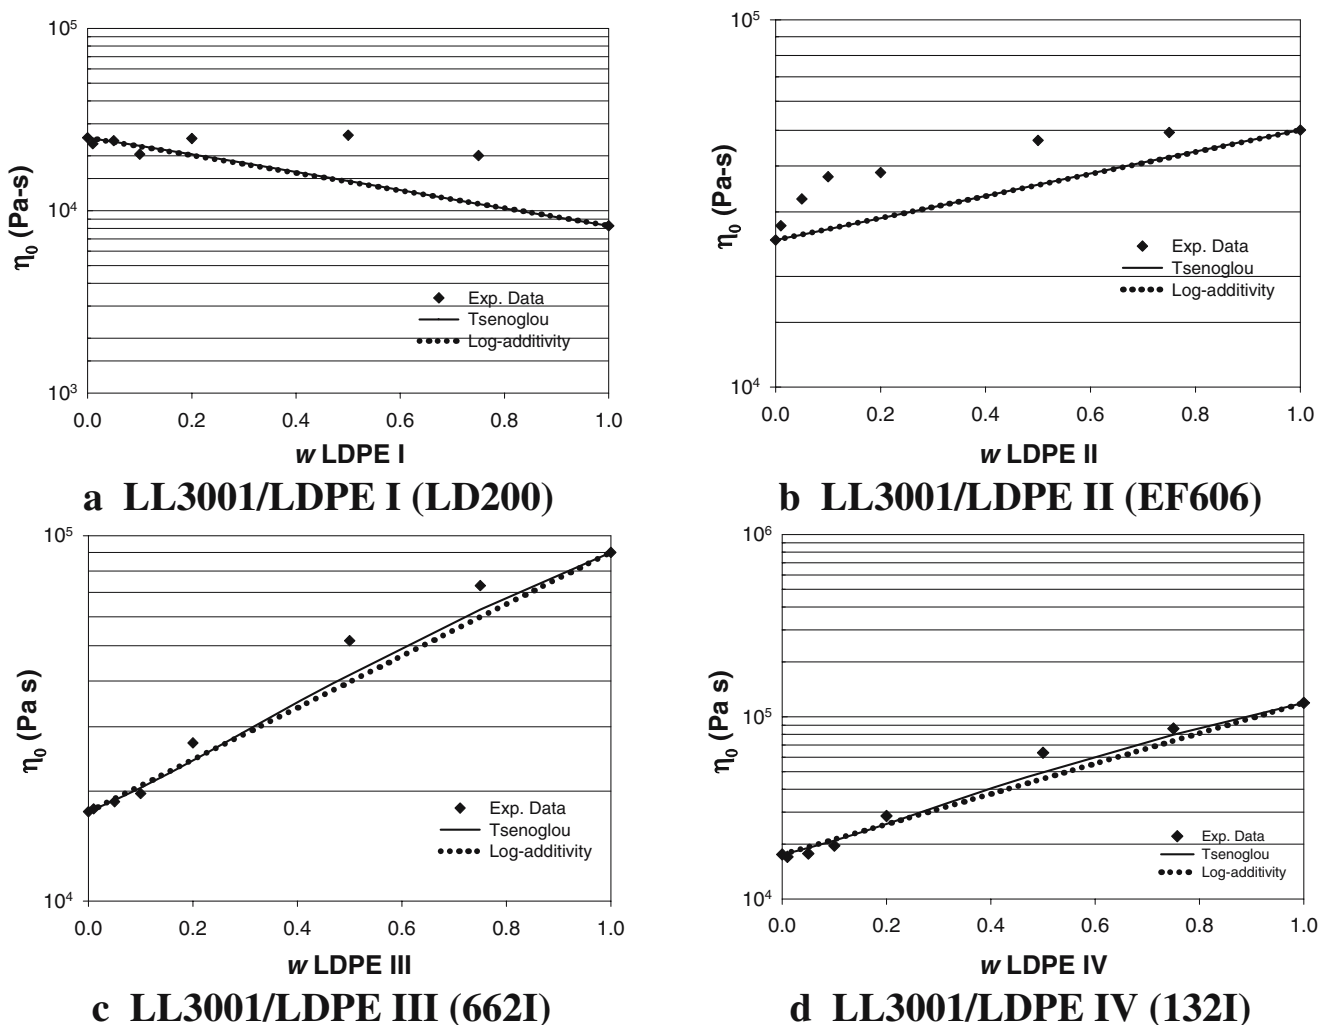 10^5
10^4
10^3
η0 (Pa-s)
Exp. Data
Tsenoglou
Log-additivity
0.0 0.2 0.4 0.6 0.8 1.0
w LDPE I
a LL3001/LDPE I (LD200)
10^5
10^4
η0 (Pa-s)
Exp. Data
Tsenoglou
Log-additivity
0.0 0.2 0.4 0.6 0.8 1.0
w LDPE II
b LL3001/LDPE II (EF606)
10^5
10^4
η0 (Pa s)
Exp. Data
Tsenoglou
Log-additivity
0.0 0.2 0.4 0.6 0.8 1.0
w LDPE III
c LL3001/LDPE III (662I)
10^6
10^5
10^4
η0 (Pa s)
Exp. Data
Tsenoglou
Log-additivity
0.0 0.2 0.4 0.6 0.8 1.0
w LDPE IV
d LL3001/LDPE IV (132I)